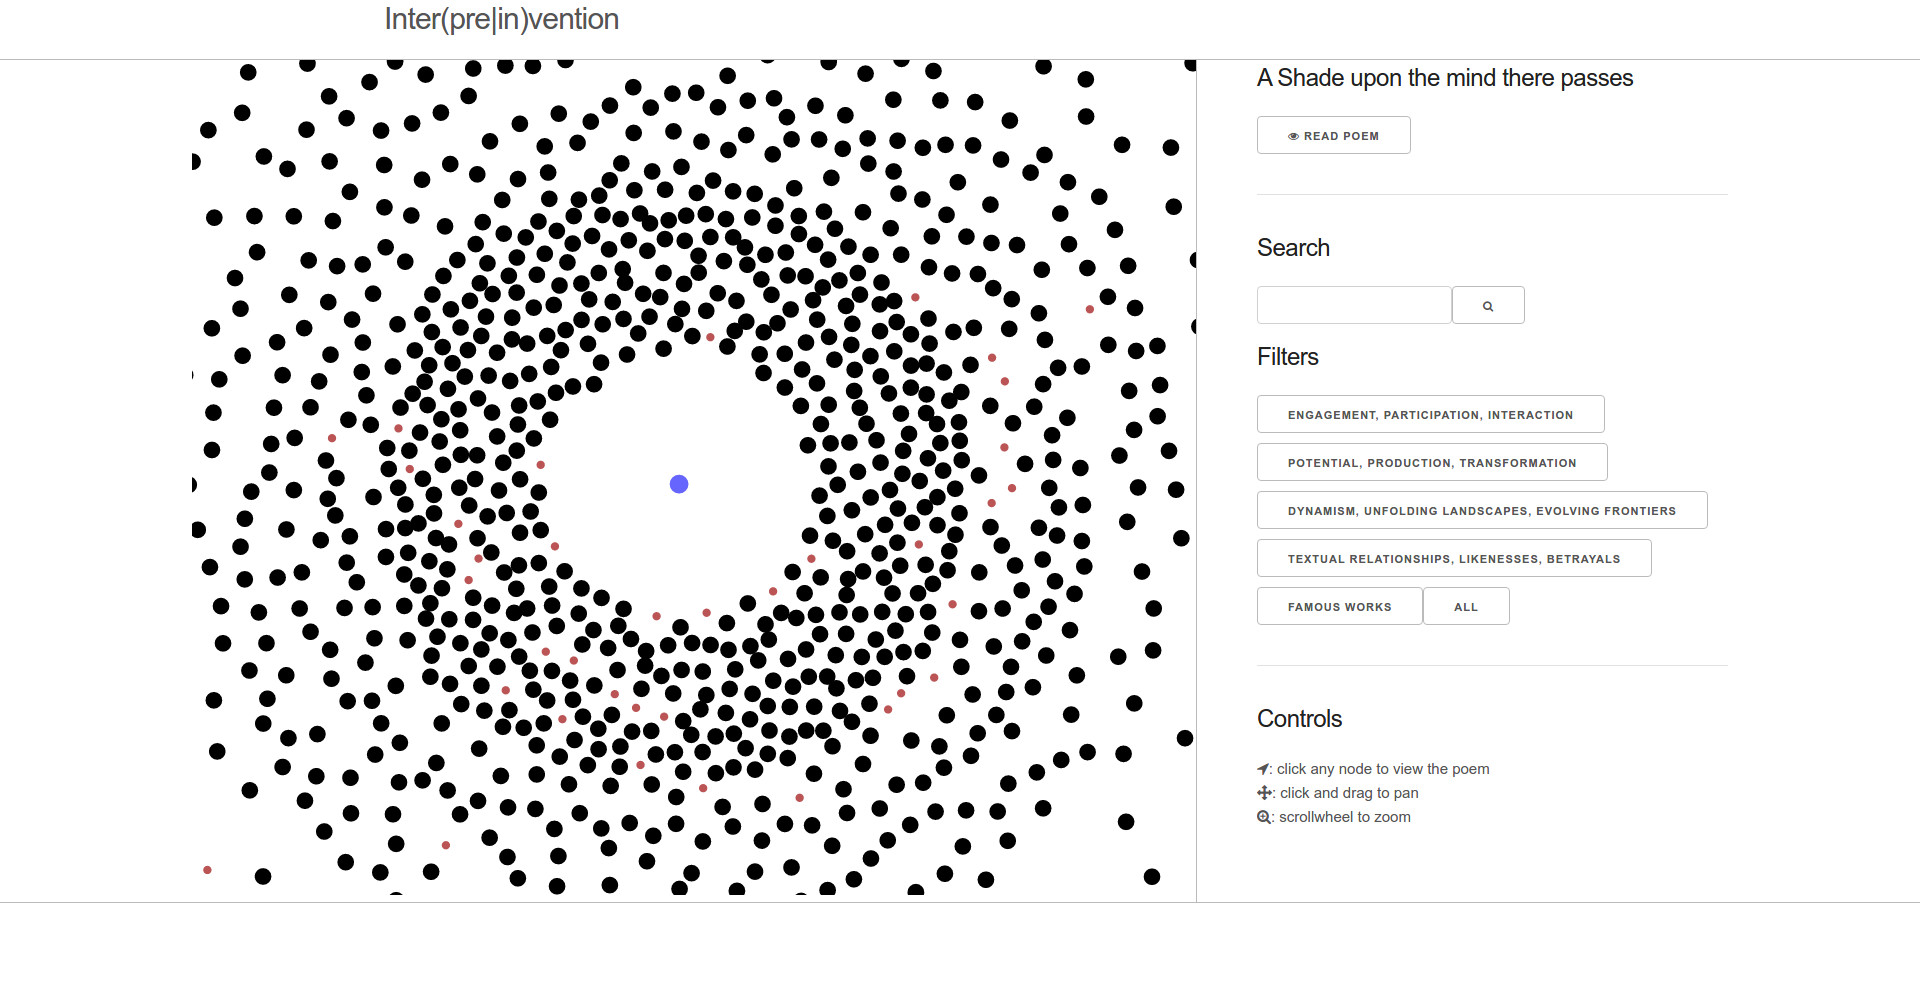 Inter(pre|in)vention
A Shade upon the mind there passes
READ POEM
Search
Filters
ENGAGEMENT, PARTICIPATION, INTERACTION
POTENTIAL, PRODUCTION, TRANSFORMATION
DYNAMISM, UNFOLDING LANDSCAPES, EVOLVING FRONTIERS
TEXTUAL RELATIONSHIPS, LIKENESSES, BETRAYALS
FAMOUS WORKS ALL
Controls
: click any node to view the poem
: click and drag to pan
: scrollwheel to zoom